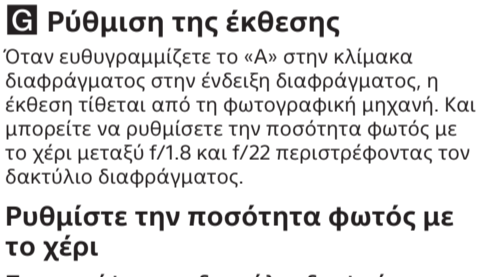 G Ρύθμιση της έκθεσης
Όταν ευθυγραμμίζετε το «A» στην κλίμακα
διαφράγματος στην ένδειξη διαφράγματος, η
έκθεση τίθεται από τη φωτογραφική μηχανή. Και
μπορείτε να ρυθμίσετε την ποσότητα φωτός με
το χέρι μεταξύ f/1.8 και f/22 περιστρέφοντας τον
δακτύλιο διαφράγματος.
Ρυθμίστε την ποσότητα φωτός με
το χέρι